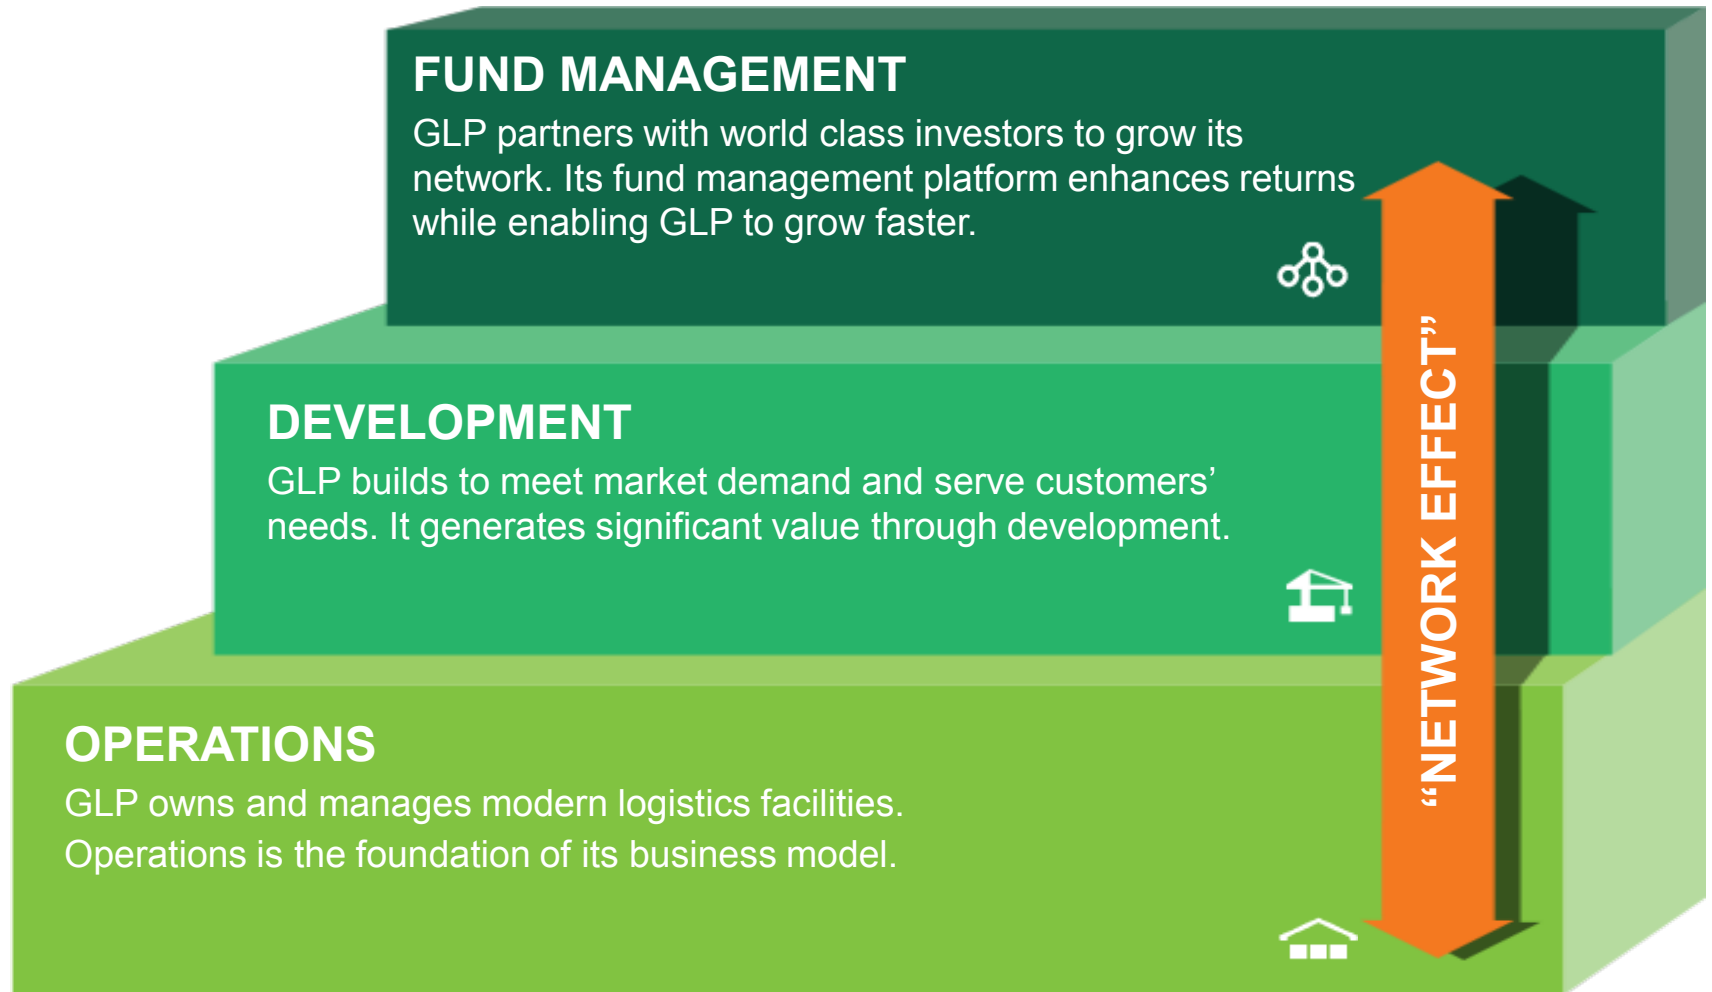 FUND MANAGEMENT
GLP partners with world class investors to grow its
network. Its fund management platform enhances returns
while enabling GLP to grow faster.
DEVELOPMENT
GLP builds to meet market demand and serve customers’
needs. It generates significant value through development.
OPERATIONS
GLP owns and manages modern logistics facilities.
Operations is the foundation of its business model.
“NETWORK EFFECT”